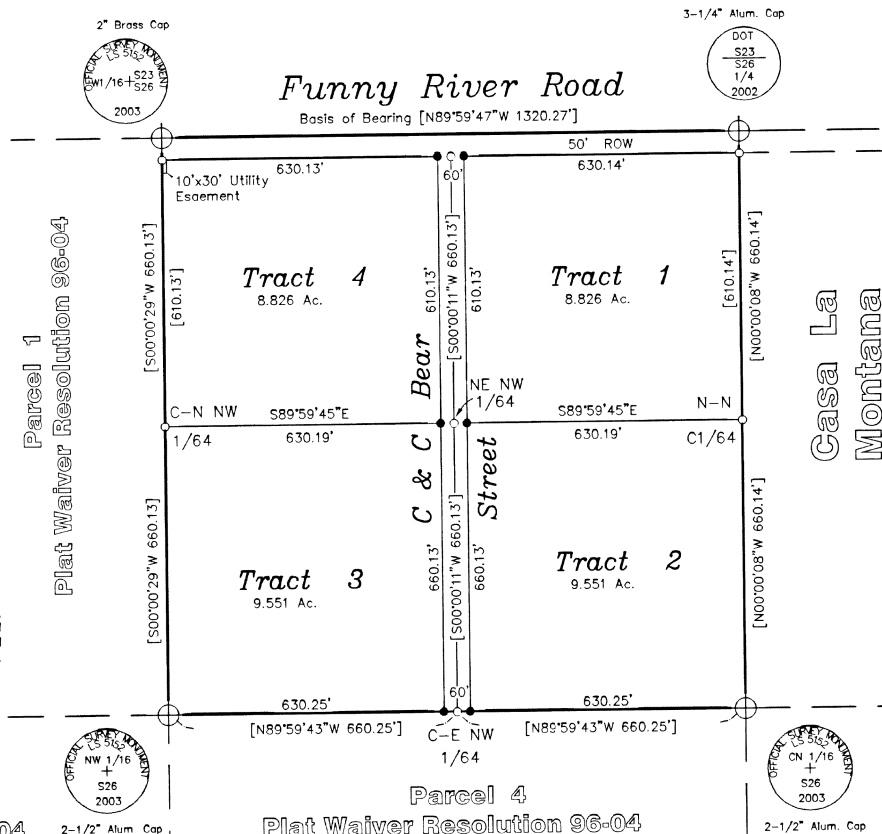 2" Brass Cap
3-1/4" Alum. Cap
OFFICIAL SURVEY MONUMENT
LS 5152
W1/16 S23
S26
2003
DOT
S23
S26
1/4
2002
Funny River Road
Basis of Bearing [N89°59'47"W 1320.27']
50' ROW
630.13'
60'
630.14'
10'x30' Utility
Esaement
Parcel 1
Plat Waiver Resolution 96-04
[S00°00'29"W 660.13']
[610.13']
Tract 4
8.826 Ac.
610.13'
[S00°00'11"W 660.13']
610.13'
Tract 1
8.826 Ac.
[610.14']
[N00°00'08"W 660.14']
Casa La
Montana
C & C Bear
Street
C-N NW
1/64
S89°59'45"E
630.19'
NE NW
1/64
S89°59'45"E
630.19'
N-N
C1/64
[S00°00'29"W 660.13]
Tract 3
9.551 Ac.
660.13'
[S00°00'11"W 660.13']
660.13'
Tract 2
9.551 Ac.
[N00°00'08"W 660.14']
630.25'
60'
630.25'
[N89°59'43"W 660.25']
C-E NW
1/64
[N89°59'43"W 660.25']
OFFICIAL SURVEY MONUMENT
LS 5152
NW 1/16
S26
2003
2-1/2" Alum. Cap
OFFICIAL SURVEY MONUMENT
LS 5152
CN 1/16
S26
2003
2-1/2" Alum. Cap
Parcel 4
Plat Waiver Resolution 96-04
04